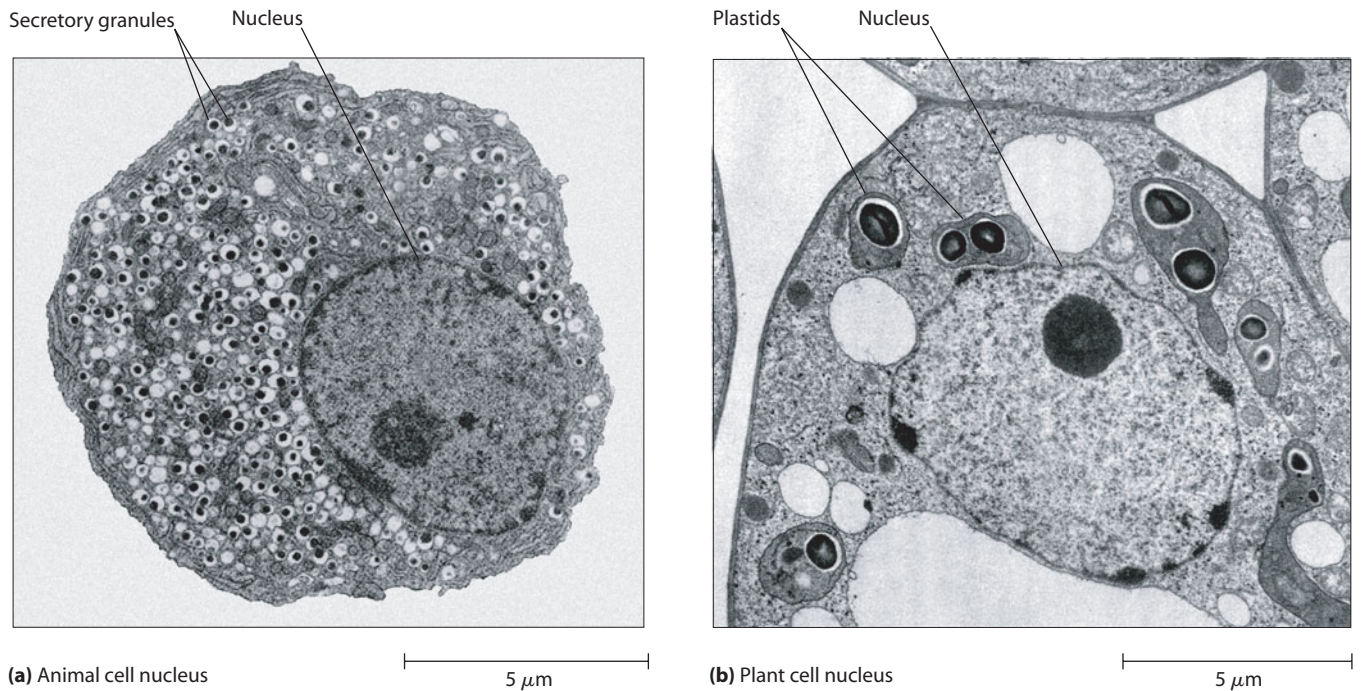 Secretory granules Nucleus
Plastids Nucleus
(a) Animal cell nucleus
5 μm
(b) Plant cell nucleus
5 μm